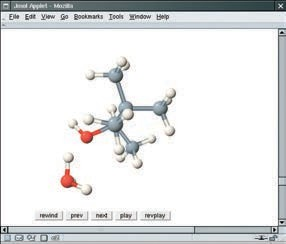 Jmol Applet - Mozilla
File Edit View Go Bookmarks Tools Window Help
rewind prev next play revplay